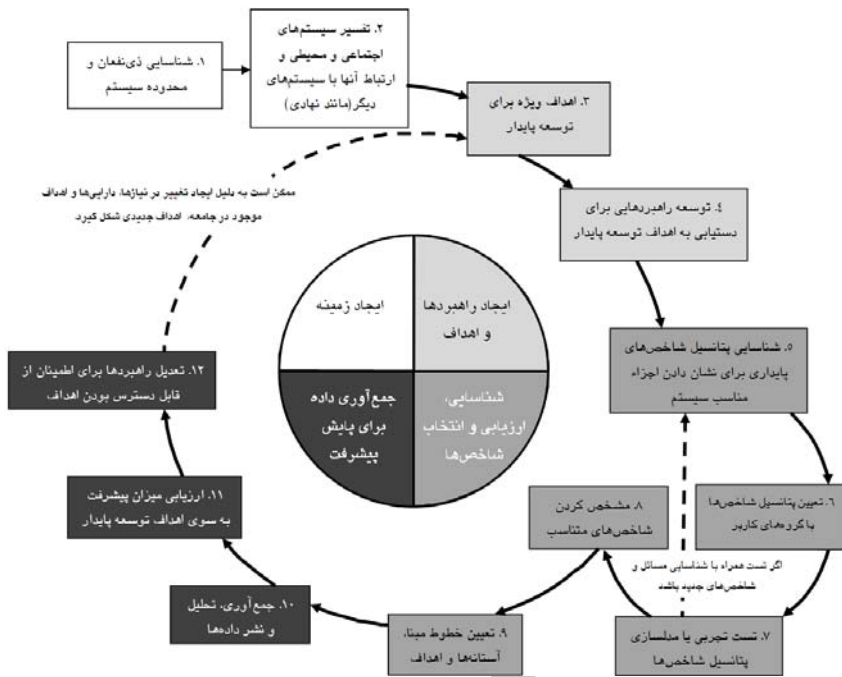 ۱. شناسایی ذی‌نفعان و
محدوده سیستم
۲. تفسیر سیستم‌های
اجتماعی و محیطی و
ارتباط آنها با سیستم‌های
دیگر(مانند نهادی)
۳. اهداف ویژه برای
توسعه پایدار
۴. توسعه راهبردهایی برای
دستیابی به اهداف توسعه پایدار
۵. شناسایی پتانسیل شاخص‌های
پایداری برای نشان دادن اجزاء
مناسب سیستم
۶. تعیین پتانسیل شاخص‌ها
با گروه‌های کاربر
اگر تست همراه با شناسایی مسائل و
شاخص‌های جدید باشد
۷. تست تجربی یا مدلسازی
پتانسیل شاخص‌ها
۸. مشخص کردن
شاخص‌های متناسب
۹. تعیین خطوط مبنا،
آستانه‌ها و اهداف
۱۰. جمع‌آوری، تحلیل
و نشر داده‌ها
۱۱. ارزیابی میزان پیشرفت
به سوی اهداف توسعه پایدار
۱۲. تعدیل راهبردها برای اطمینان از
قابل دسترس بودن اهداف
ممکن است به دلیل ایجاد تغییر در نیازها، دارایی‌ها و اهداف
موجود در جامعه، اهداف جدیدی شکل گیرد.
ایجاد زمینه
ایجاد راهبردها
و اهداف
شناسایی،
ارزیابی و انتخاب
شاخص‌ها
جمع‌آوری داده
برای پایش
پیشرفت